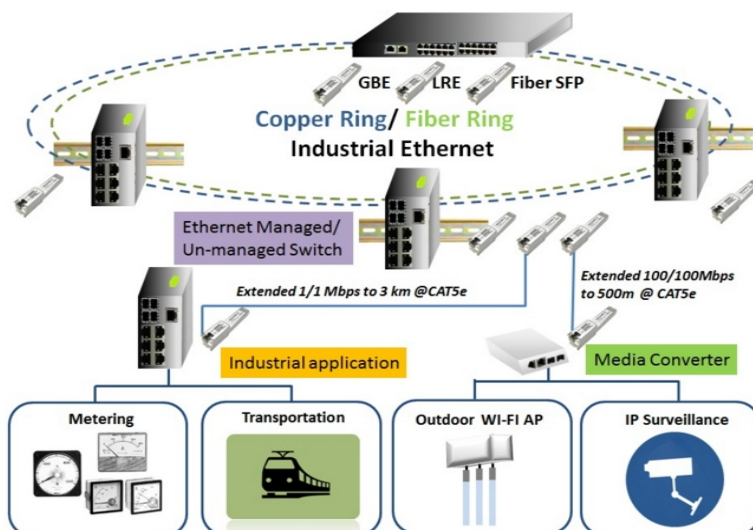 GBE LRE Fiber SFP
Copper Ring/ Fiber Ring
Industrial Ethernet
Ethernet Managed/
Un-managed Switch
Extended 1/1 Mbps to 3 km @CAT5e
Extended 100/100Mbps
to 500m @ CAT5e
Industrial application
Media Converter
Metering
Transportation
Outdoor WI-FI AP
IP Surveillance